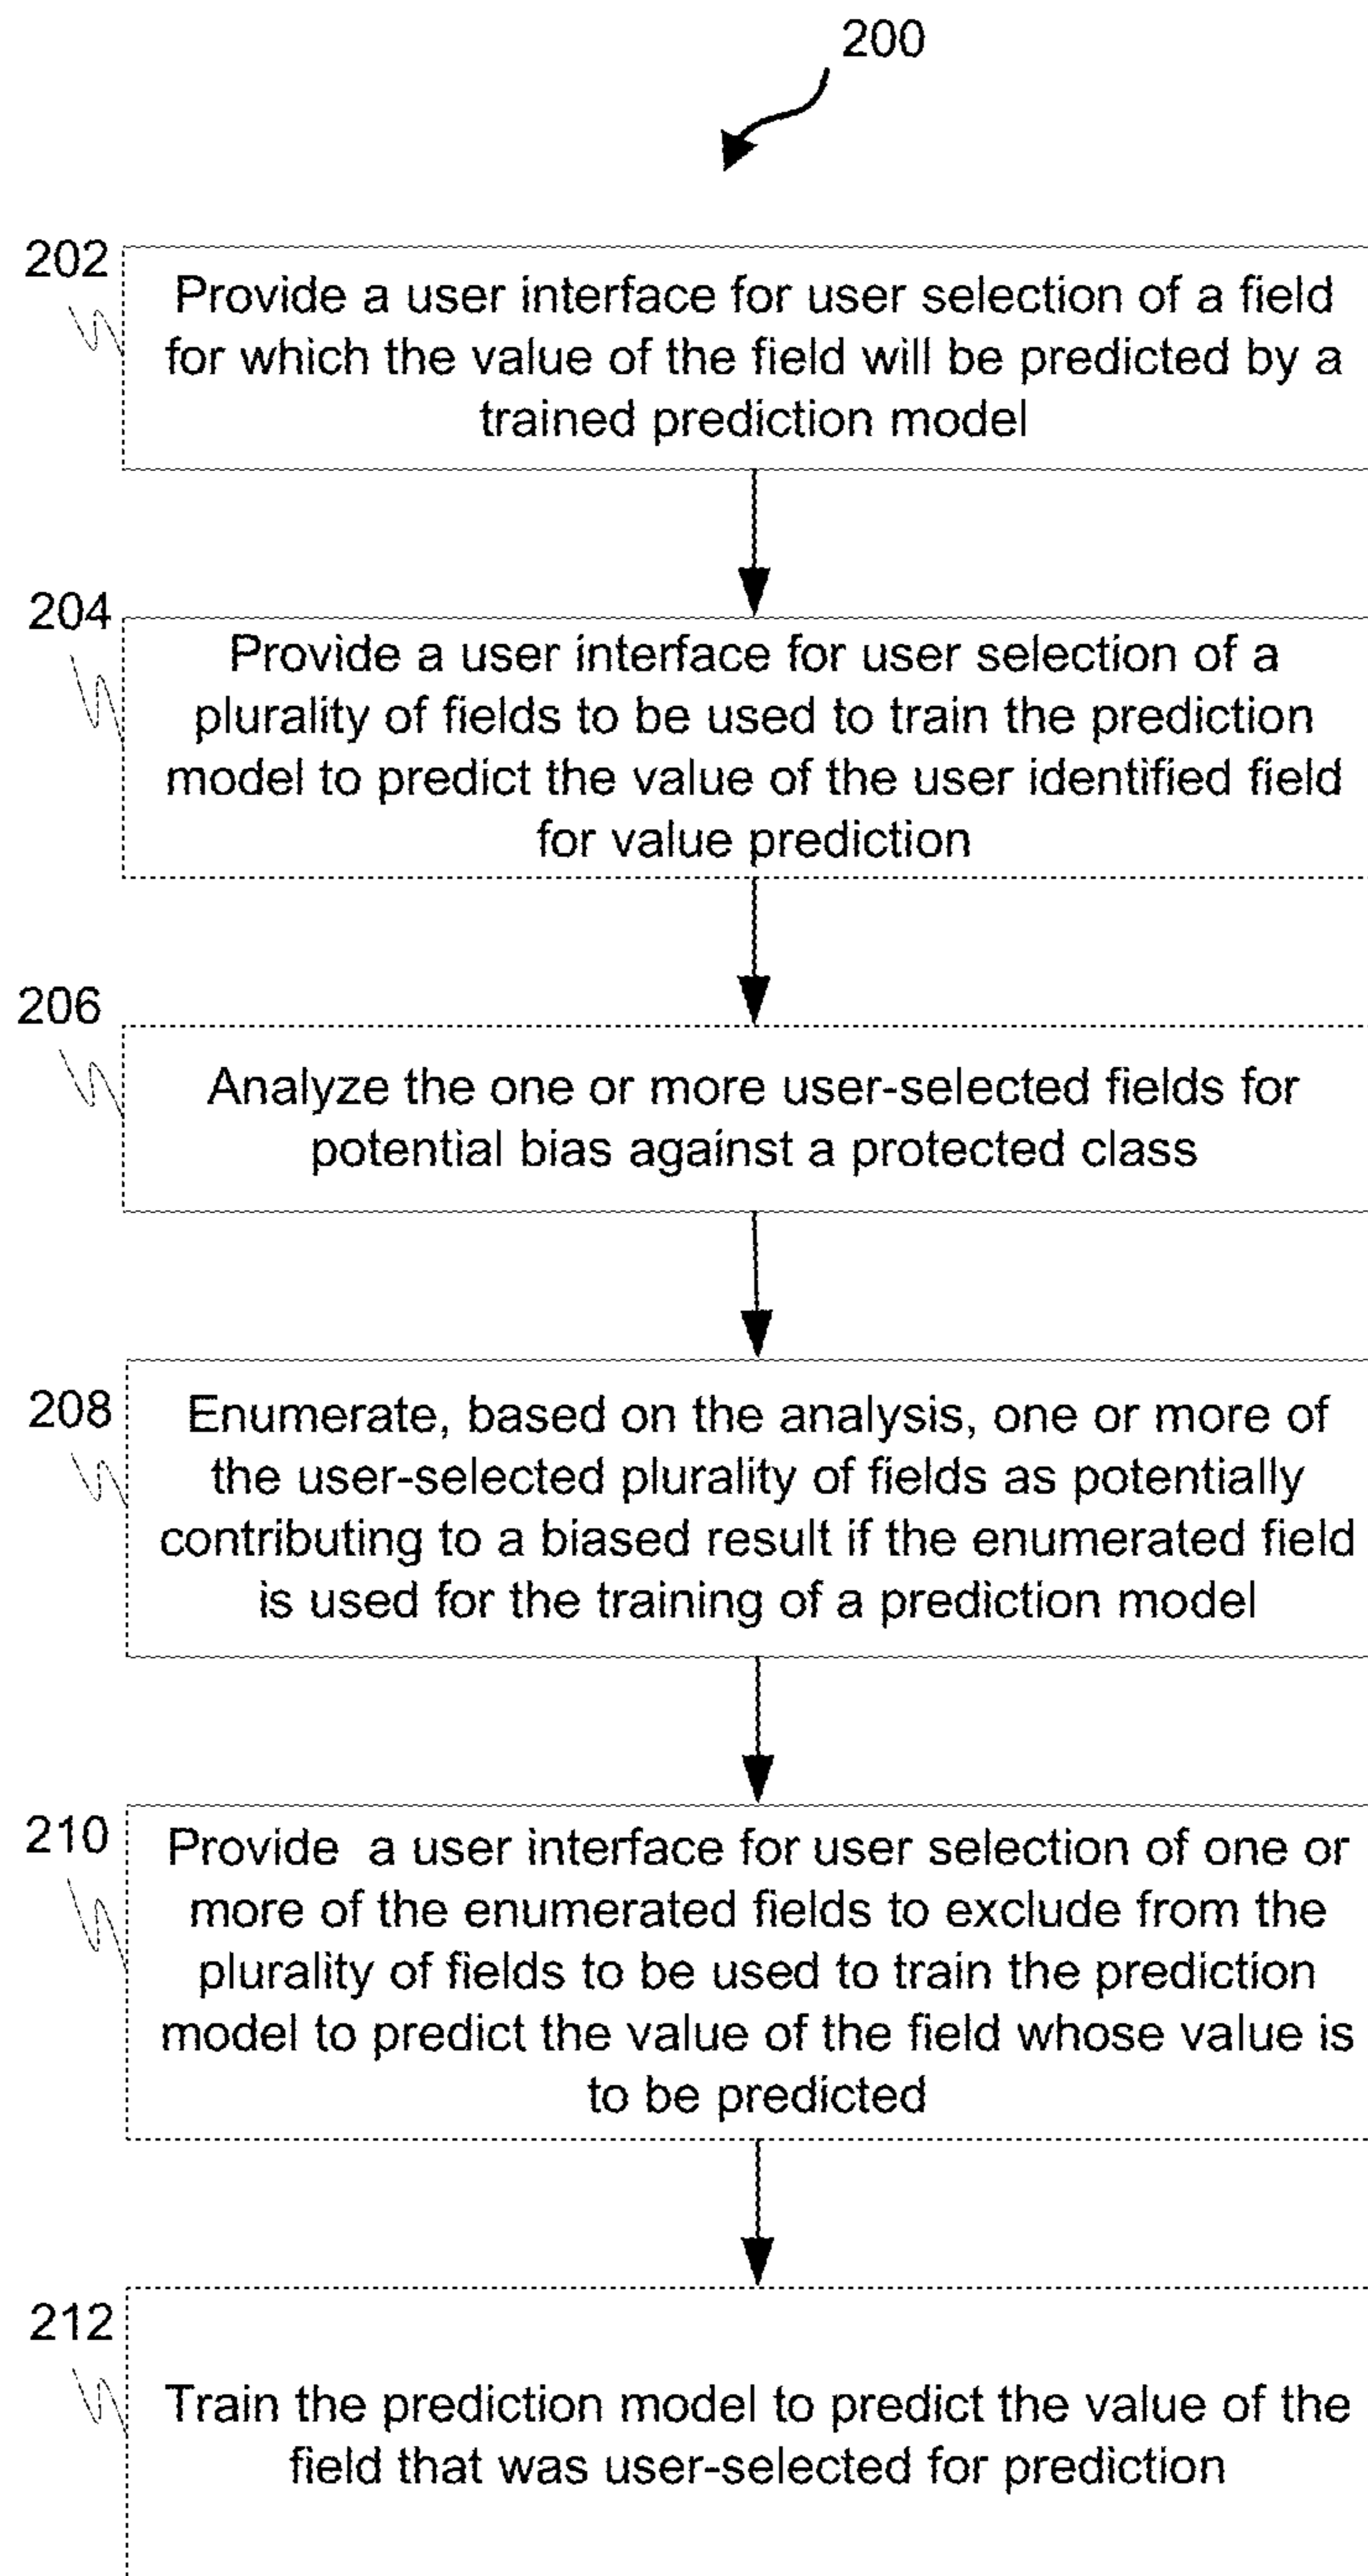 200
202
Provide a user interface for user selection of a field
for which the value of the field will be predicted by a
trained prediction model
204
Provide a user interface for user selection of a
plurality of fields to be used to train the prediction
model to predict the value of the user identified field
for value prediction
206
Analyze the one or more user-selected fields for
potential bias against a protected class
208
Enumerate, based on the analysis, one or more of
the user-selected plurality of fields as potentially
contributing to a biased result if the enumerated field
is used for the training of a prediction model
210
Provide a user interface for user selection of one or
more of the enumerated fields to exclude from the
plurality of fields to be used to train the prediction
model to predict the value of the field whose value is
to be predicted
212
Train the prediction model to predict the value of the
field that was user-selected for prediction